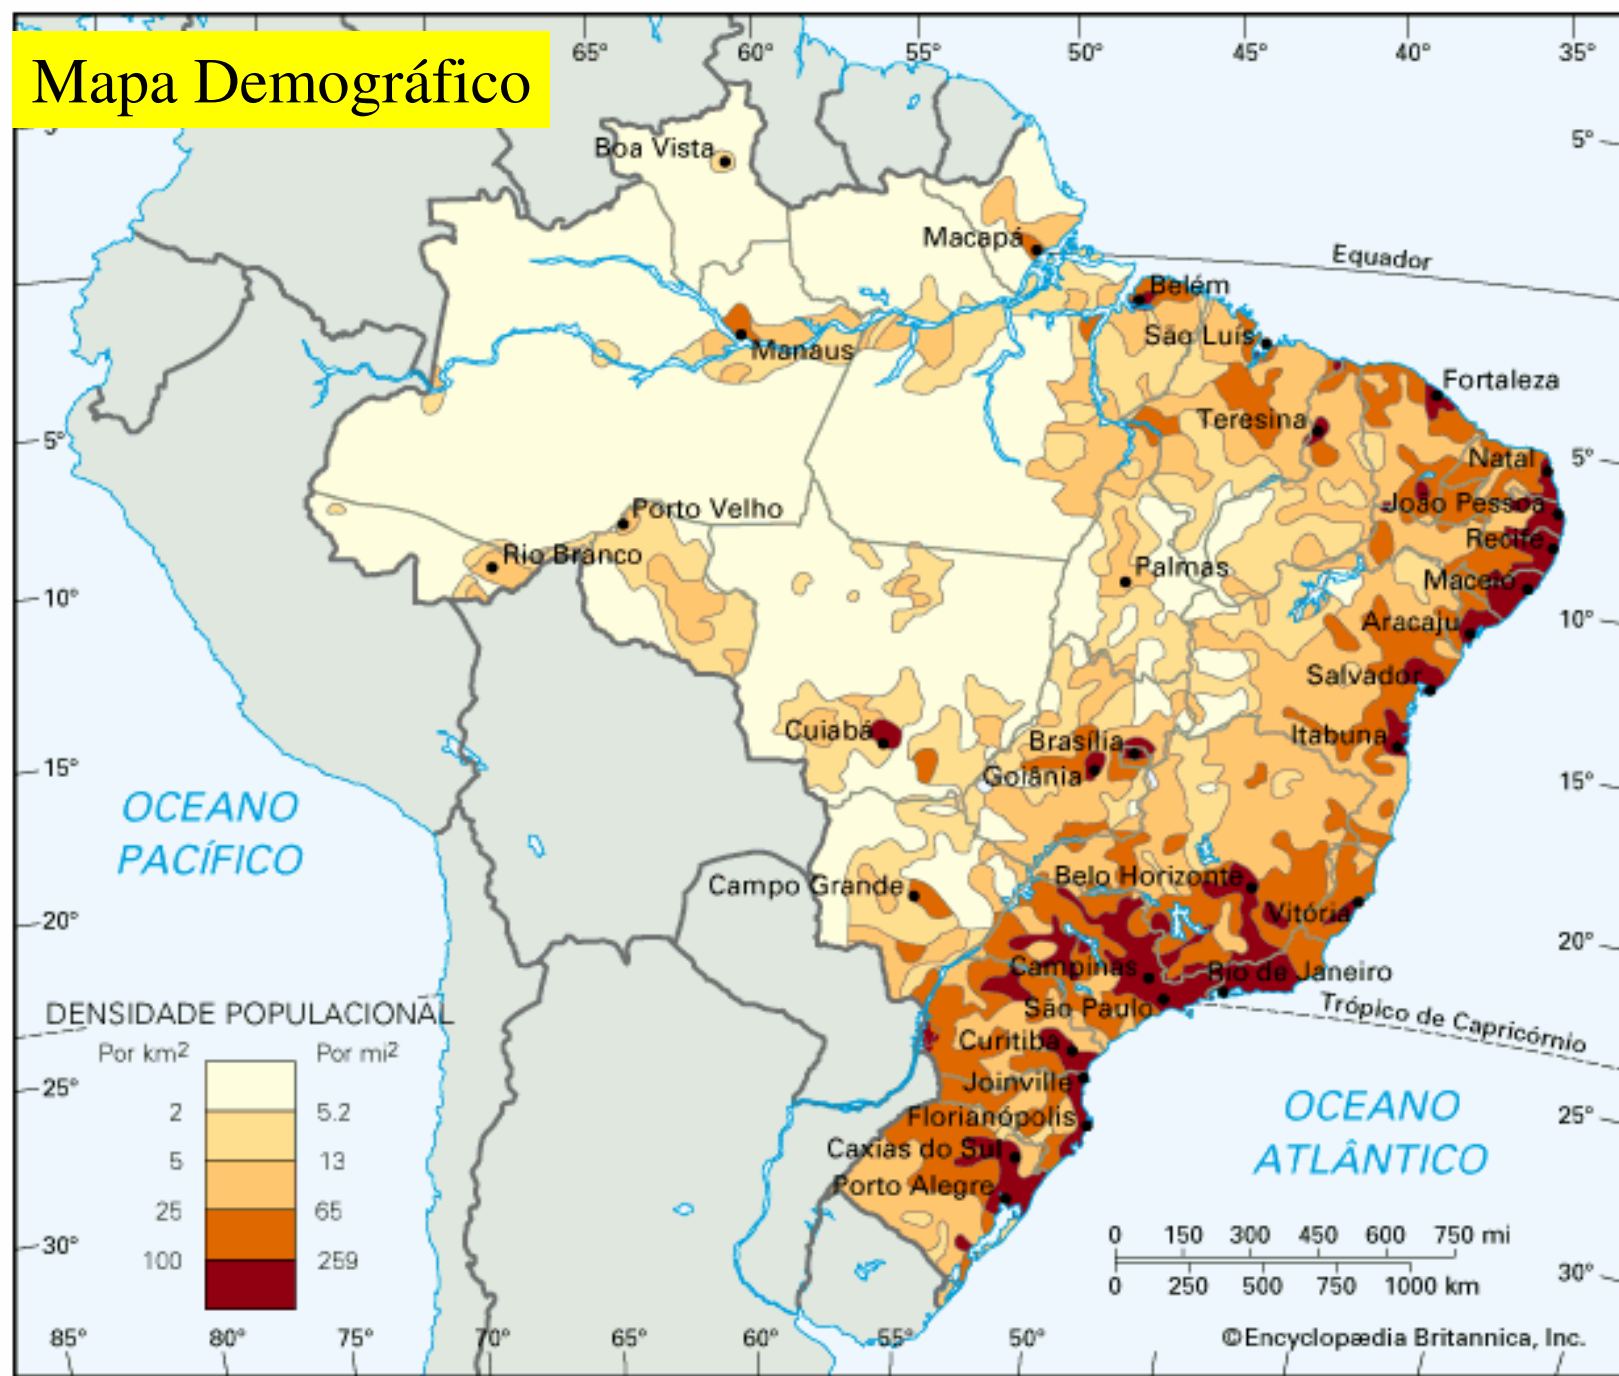 Mapa Demográfico
65° 60° 55° 50° 45° 40° 35°
5°
Boa Vista
Macapá
Equador
Belém
São Luís
Manaus
Fortaleza
Teresina
5°
5°
Natal
João Pessoa
Porto Velho
Recife
Rio Branco
Palmas
Maceió
10°
10°
Aracaju
Salvador
Cuiabá
Brasília
Itabuna
Goiânia
15°
15°
OCEANO
PACÍFICO
Belo Horizonte
Campo Grande
Vitória
20°
20°
Campinas
Rio de Janeiro
São Paulo
Trópico de Capricórnio
DENSIDADE POPULACIONAL
Por km2 Por mi2
2 5.2
5 13
25 65
100 259
Curitiba
Joinville
Florianópolis
Caxias do Sul
Porto Alegre
25°
25°
OCEANO
ATLÂNTICO
30°
30°
0 150 300 450 600 750 mi
0 250 500 750 1000 km
85° 80° 75° 70° 65° 60° 55° 50°
©Encyclopædia Britannica, Inc.